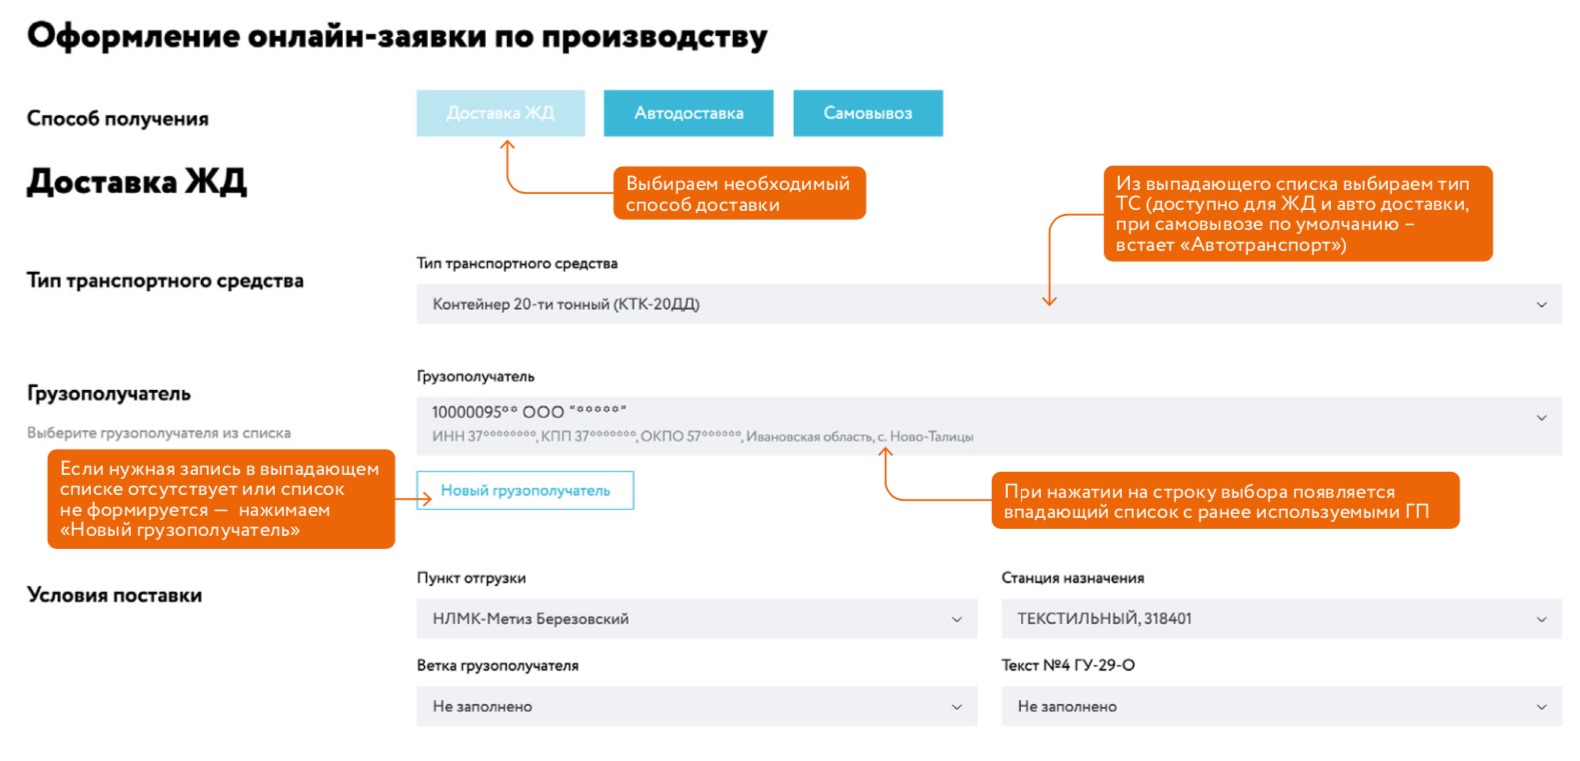 Оформление онлайн-заявки по производству
Способ получения
Доставка ЖД
Автодоставка
Самовывоз
Доставка ЖД
Выбираем необходимый
способ доставки
Из выпадающего списка выбираем тип
ТС (доступно для ЖД и авто доставки,
при самовывозе по умолчанию –
встает «Автотранспорт»)
Тип транспортного средства
Тип транспортного средства
Контейнер 20-ти тонный (КТК-20ДД)
Грузополучатель
Выберите грузополучателя из списка
Грузополучатель
10000095** ООО "*****"
ИНН 37********, КПП 37*******, ОКПО 57******, Ивановская область, с. Ново-Талицы
Если нужная запись в выпадающем
списке отсутствует или список
не формируется — нажимаем
«Новый грузополучатель»
Новый грузополучатель
При нажатии на строку выбора появляется
впадающий список с ранее используемыми ГП
Условия поставки
Пункт отгрузки
НЛМК-Метиз Березовский
Станция назначения
ТЕКСТИЛЬНЫЙ, 318401
Ветка грузополучателя
Не заполнено
Текст №4 ГУ-29-О
Не заполнено